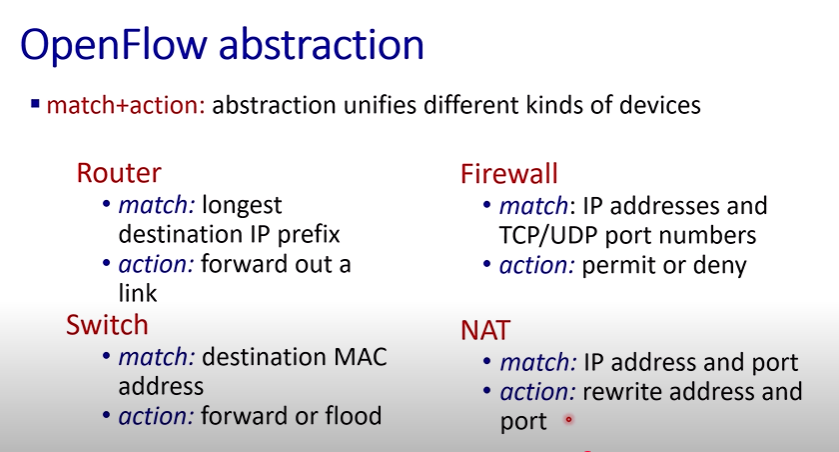 OpenFlow abstraction
▪ match+action: abstraction unifies different kinds of devices
Router
• match: longest
destination IP prefix
• action: forward out a
link
Switch
• match: destination MAC
address
• action: forward or flood
Firewall
• match: IP addresses and
TCP/UDP port numbers
• action: permit or deny
NAT
• match: IP address and port
• action: rewrite address and
port